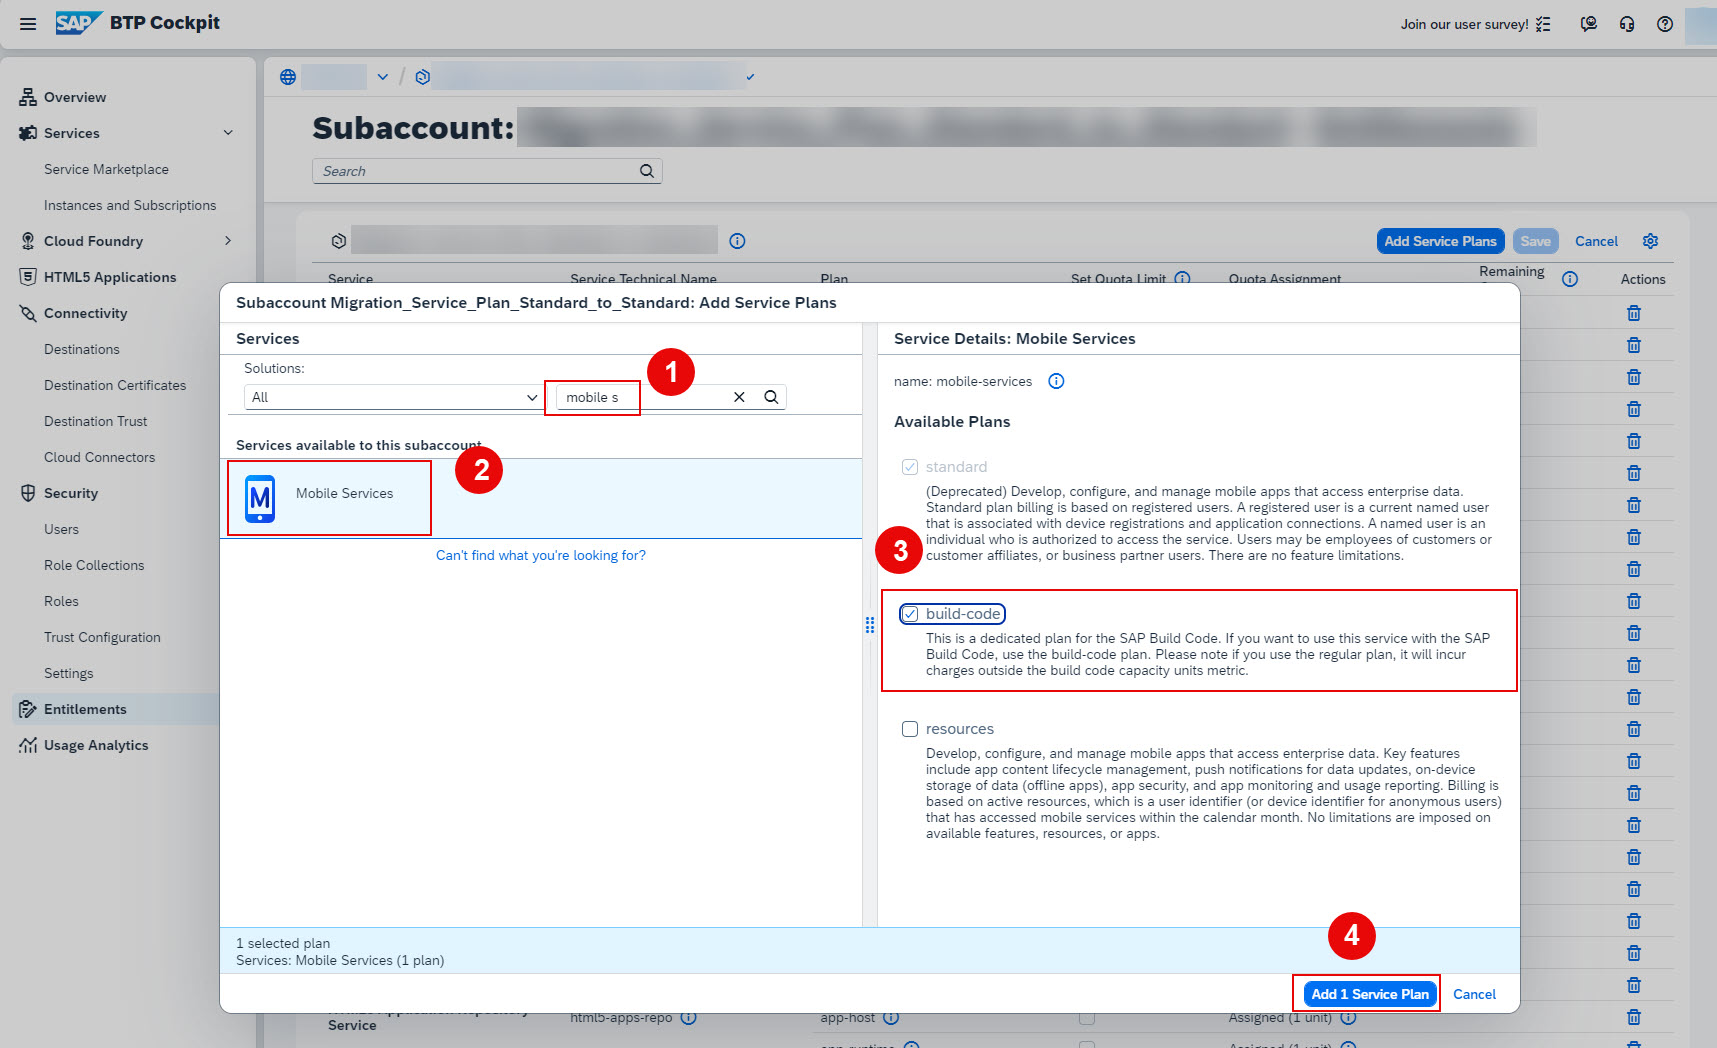 SAP BTP Cockpit
Join our user survey!
Overview
Services
Service Marketplace
Instances and Subscriptions
Cloud Foundry
HTML5 Applications
Connectivity
Destinations
Destination Certificates
Destination Trust
Cloud Connectors
Security
Users
Role Collections
Roles
Trust Configuration
Settings
Entitlements
Usage Analytics
/
Subaccount:
Search
Add Service Plans
Save
Cancel
Service
Service Technical Name
Plan
Set Quota Limit
Quota Assignment
Remaining
Actions
Subaccount Migration_Service_Plan_Standard_to_Standard: Add Service Plans
Services
Solutions:
All
mobile s
1
Services available to this subaccount
2
M
Mobile Services
Can't find what you're looking for?
Service Details: Mobile Services
name: mobile-services
Available Plans
standard
(Deprecated) Develop, configure, and manage mobile apps that access enterprise data.
Standard plan billing is based on registered users. A registered user is a current named user
that is associated with device registrations and application connections. A named user is an
individual who is authorized to access the service. Users may be employees of customers or
customer affiliates, or business partner users. There are no feature limitations.
3
build-code
This is a dedicated plan for the SAP Build Code. If you want to use this service with the SAP
Build Code, use the build-code plan. Please note if you use the regular plan, it will incur
charges outside the build code capacity units metric.
resources
Develop, configure, and manage mobile apps that access enterprise data. Key features
include app content lifecycle management, push notifications for data updates, on-device
storage of data (offline apps), app security, and app monitoring and usage reporting. Billing is
based on active resources, which is a user identifier (or device identifier for anonymous users)
that has accessed mobile services within the calendar month. No limitations are imposed on
available features, resources, or apps.
1 selected plan
Services: Mobile Services (1 plan)
4
Add 1 Service Plan
Cancel
Service
html5-apps-repo
app-host
Assigned (1 unit)